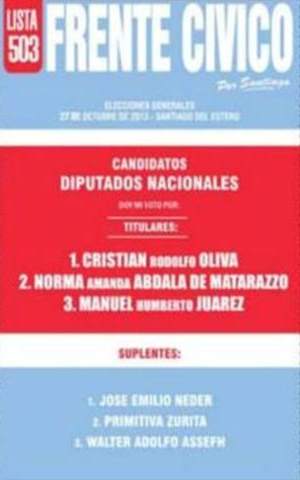 LISTA
503
FRENTE CIVICO
Por Santiago
ELECCIONES GENERALES
27 DE OCTUBRE DE 2013 - SANTIAGO DEL ESTERO
CANDIDATOS
DIPUTADOS NACIONALES
DOY MI VOTO POR:
TITULARES:
1. CRISTIAN RODOLFO OLIVA
2. NORMA AMANDA ABDALA DE MATARAZZO
3. MANUEL HUMBERTO JUAREZ
SUPLENTES:
1. JOSE EMILIO NEDER
2. PRIMITIVA ZURITA
3. WALTER ADOLFO ASSEFH